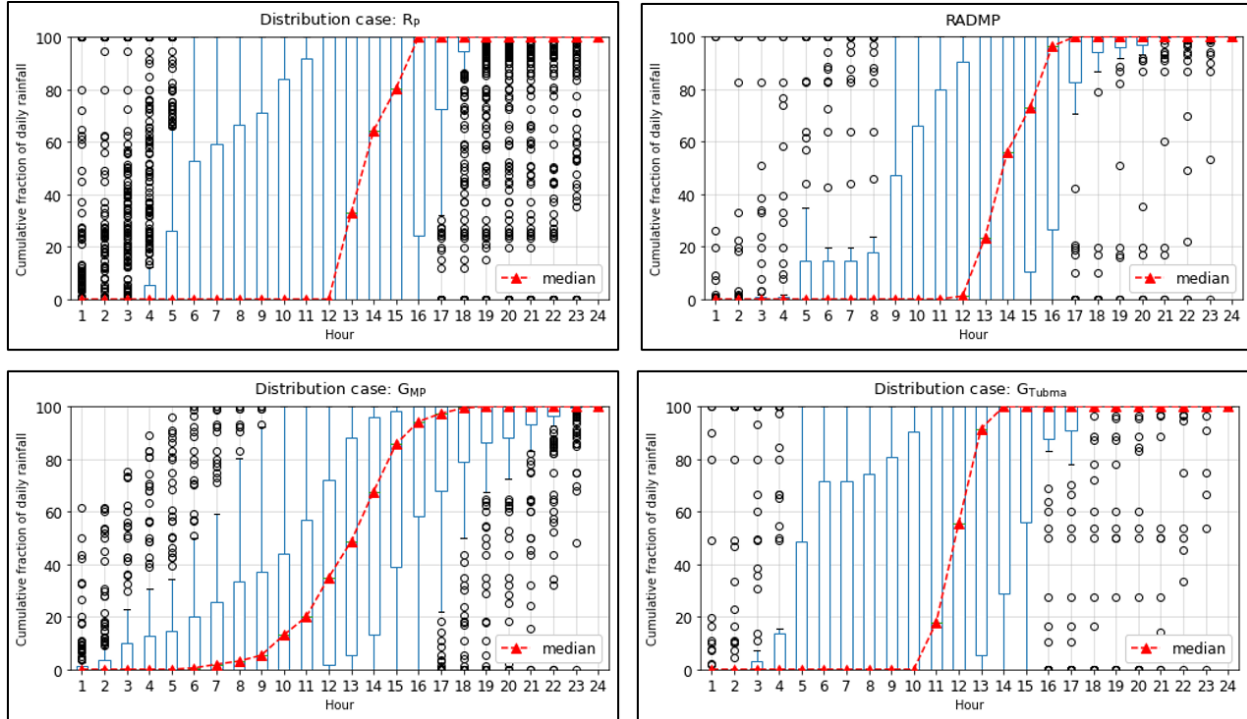 Distribution case: R_P
Cumulative fraction of daily rainfall
100
80
60
40
20
0
median
1 2 3 4 5 6 7 8 9 10 11 12 13 14 15 16 17 18 19 20 21 22 23 24
Hour
RADMP
Cumulative fraction of daily rainfall
100
80
60
40
20
0
median
1 2 3 4 5 6 7 8 9 10 11 12 13 14 15 16 17 18 19 20 21 22 23 24
Hour
Distribution case: G_MP
Cumulative fraction of daily rainfall
100
80
60
40
20
0
median
1 2 3 4 5 6 7 8 9 10 11 12 13 14 15 16 17 18 19 20 21 22 23 24
Hour
Distribution case: G_Tubma
Cumulative fraction of daily rainfall
100
80
60
40
20
0
median
1 2 3 4 5 6 7 8 9 10 11 12 13 14 15 16 17 18 19 20 21 22 23 24
Hour